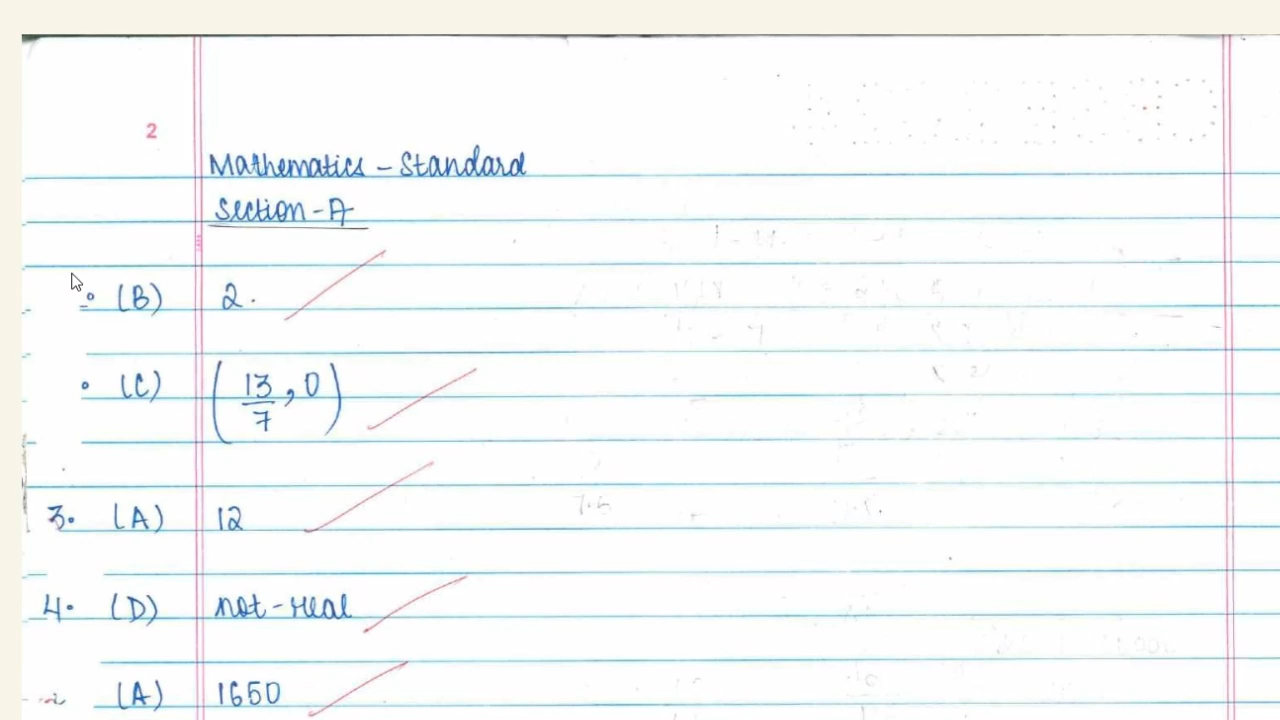 2
Mathematics - Standard
Section - A
(B) 2.
(C) (13/7, 0)
3. (A) 12
4. (D) not-real
(A) 1650